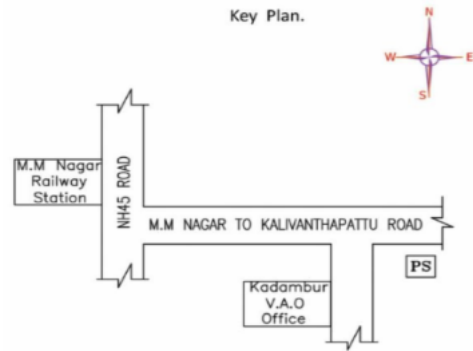 Key Plan.
N
W
E
S
M.M Nagar
Railway
Station
NH45 ROAD
M.M NAGAR TO KALIVANTHAPATTU ROAD
PS
Kadambur
V.A.O
Office